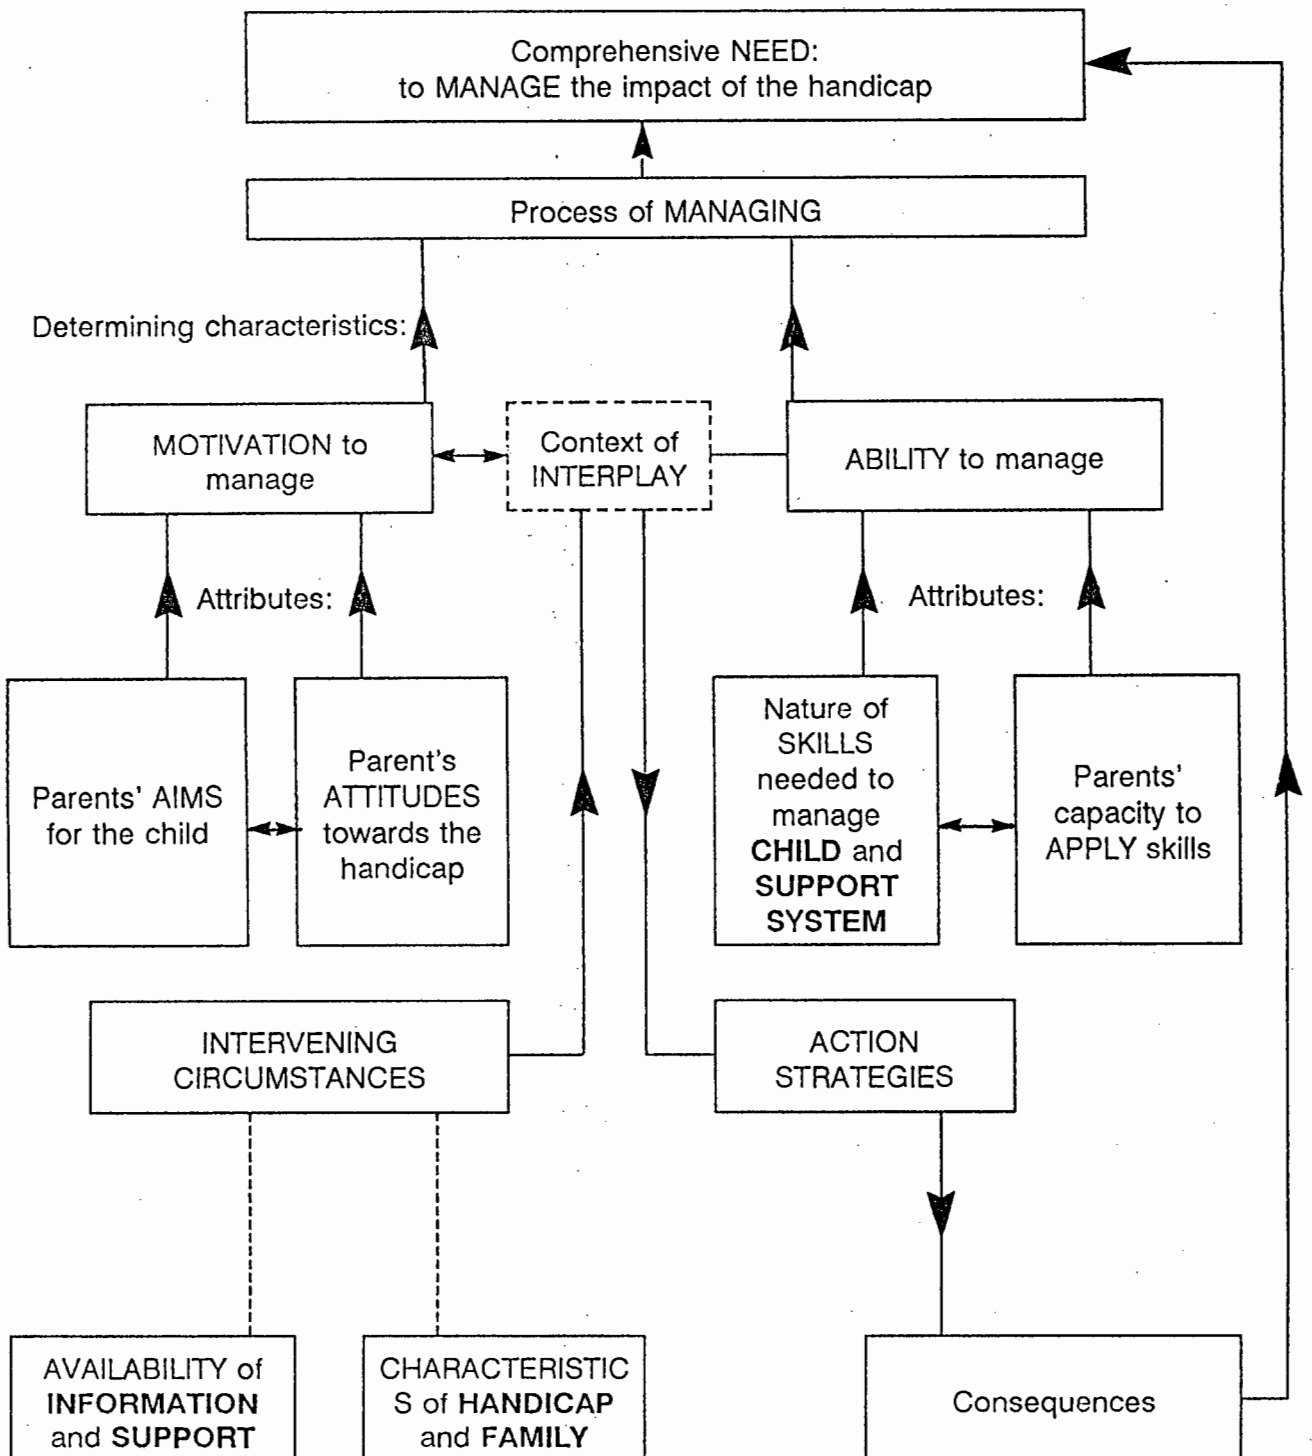 Comprehensive NEED:
to MANAGE the impact of the handicap
Process of MANAGING
Determining characteristics:
MOTIVATION to
manage
Context of
INTERPLAY
ABILITY to manage
Attributes:
Attributes:
Parents' AIMS
for the child
Parent's
ATTITUDES
towards the
handicap
Nature of
SKILLS
needed to
manage
CHILD and
SUPPORT
SYSTEM
Parents'
capacity to
APPLY skills
INTERVENING
CIRCUMSTANCES
ACTION
STRATEGIES
AVAILABILITY of
INFORMATION
and SUPPORT
CHARACTERISTIC
S of HANDICAP
and FAMILY
Consequences